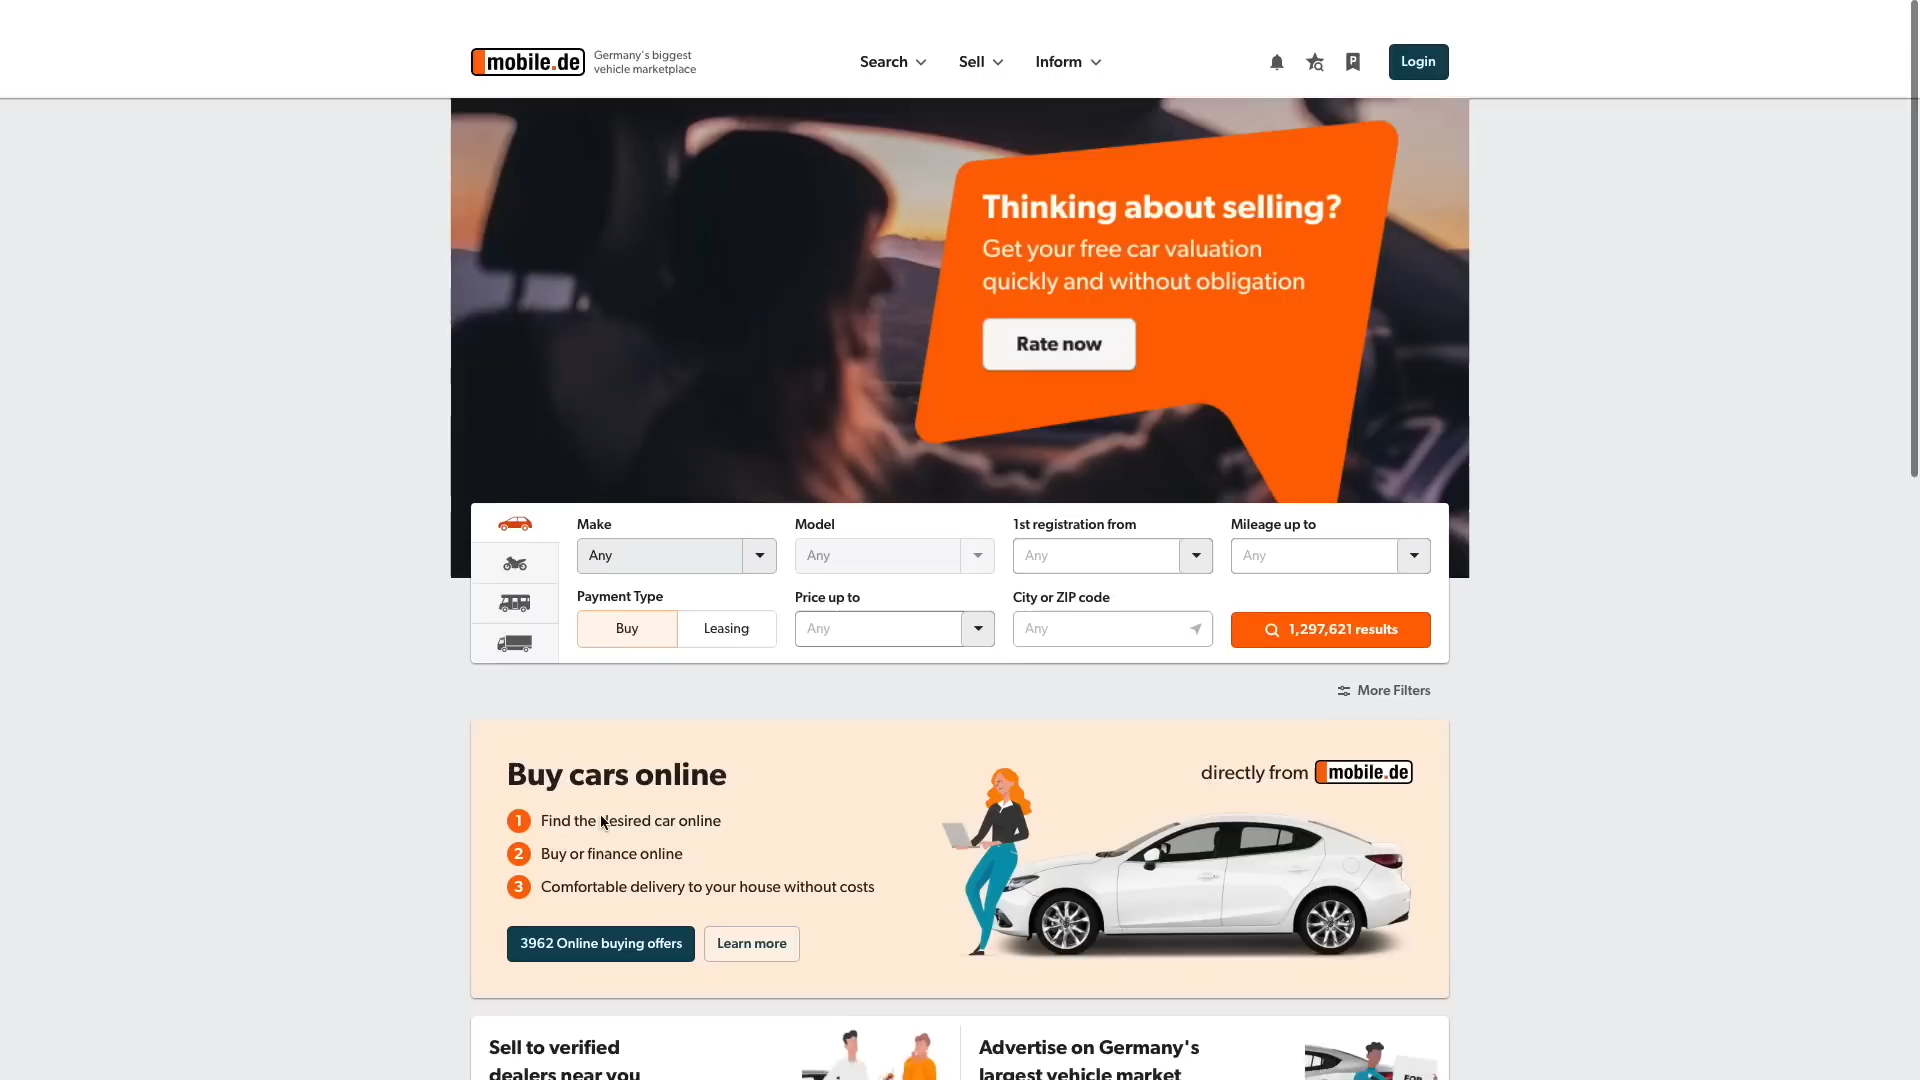 mobile.de
Germany's biggest
vehicle marketplace
Search
Sell
Inform
P
Login
Thinking about selling?
Get your free car valuation
quickly and without obligation
Rate now
Make
Model
1st registration from
Mileage up to
Any
Any
Any
Any
Payment Type
Price up to
City or ZIP code
Buy
Leasing
Any
Any
1,297,621 results
More Filters
Buy cars online
directly from mobile.de
1 Find the desired car online
2 Buy or finance online
3 Comfortable delivery to your house without costs
3962 Online buying offers
Learn more
Sell to verified
dealers near you
Advertise on Germany's
largest vehicle market
FOR